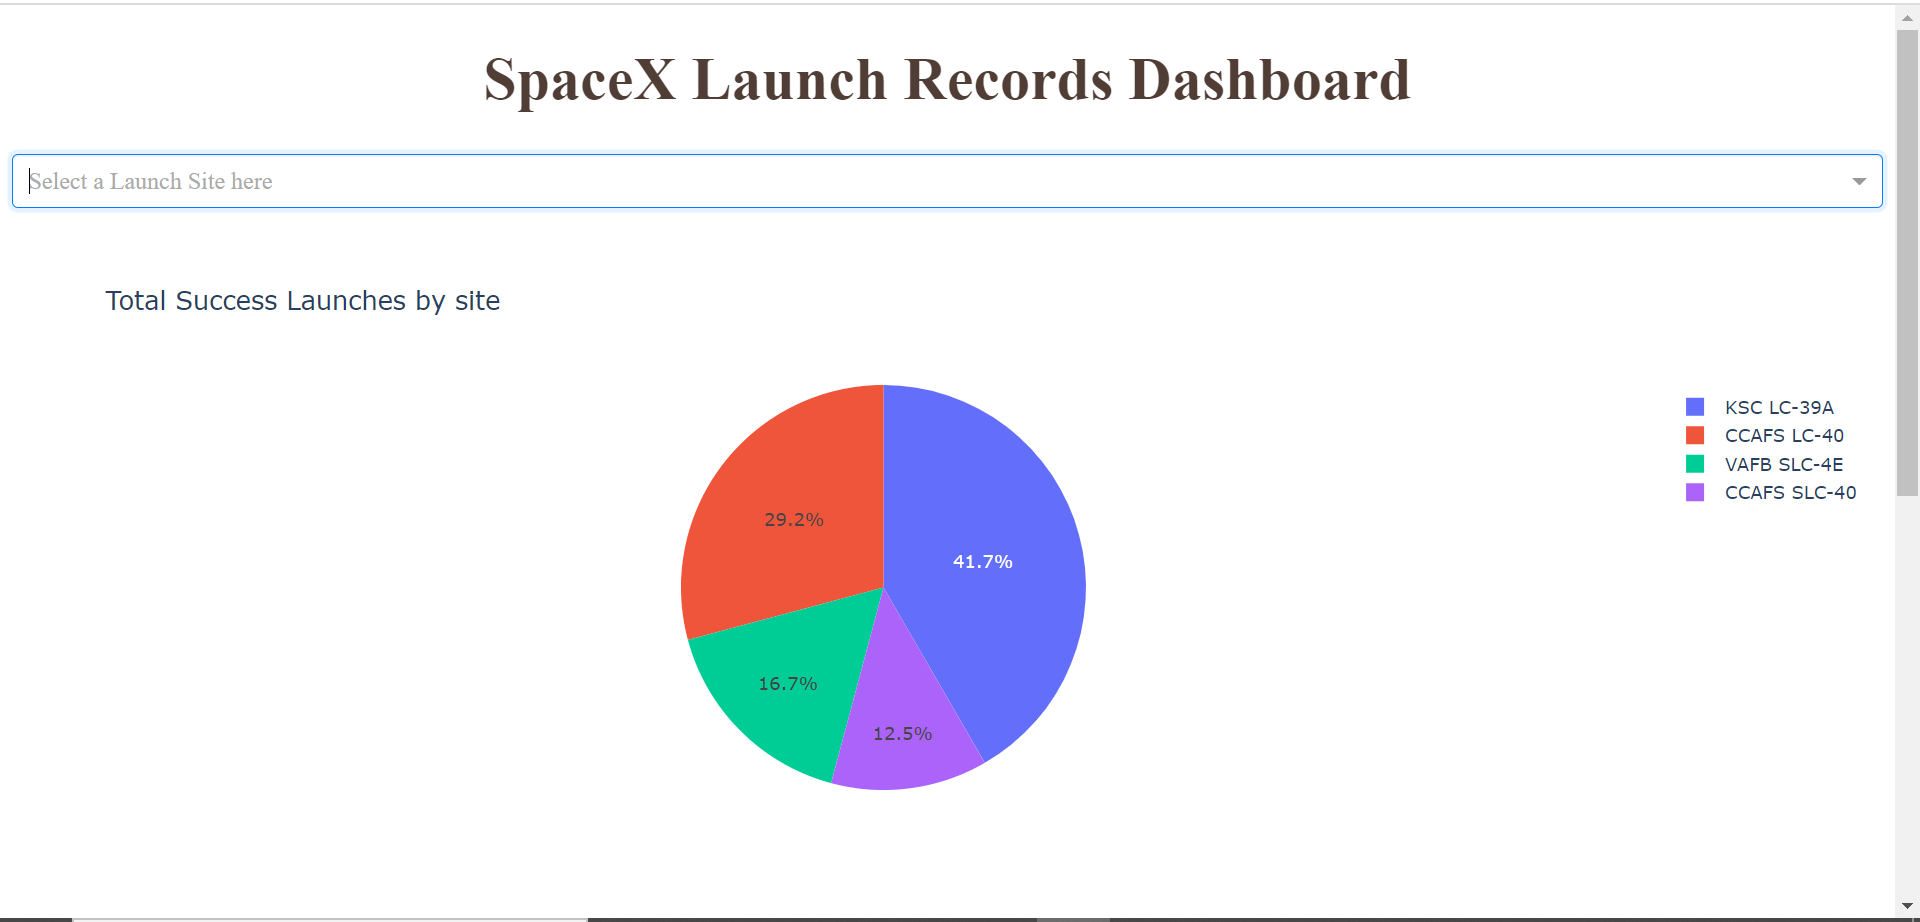 SpaceX Launch Records Dashboard
Select a Launch Site here
Total Success Launches by site
KSC LC-39A
CCAFS LC-40
VAFB SLC-4E
CCAFS SLC-40
29.2%
41.7%
16.7%
12.5%